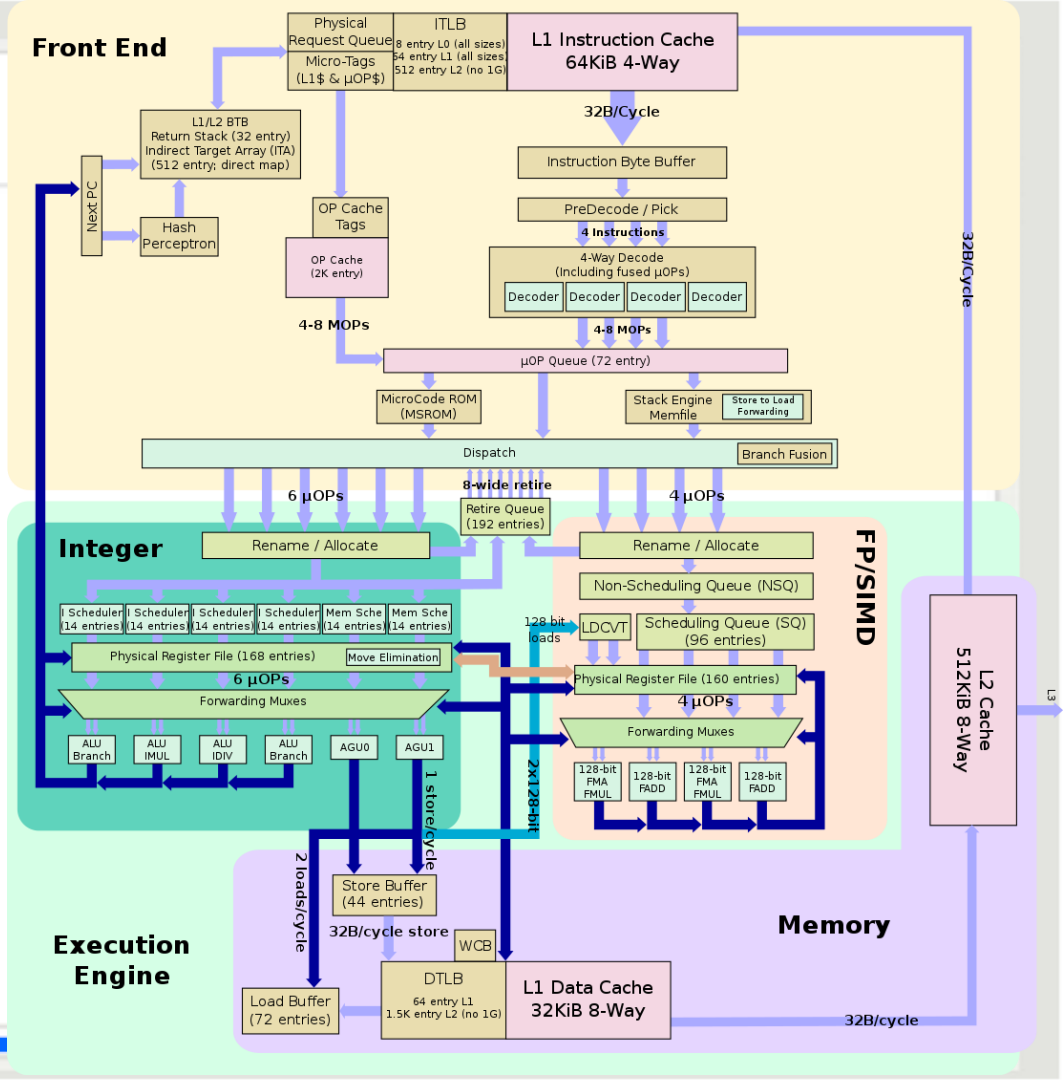 Front End
Physical
Request Queue
Micro-Tags
(L1$ & µOP$)
ITLB
8 entry L0 (all sizes)
64 entry L1 (all sizes)
512 entry L2 (no 1G)
L1 Instruction Cache
64KiB 4-Way
32B/Cycle
L1/L2 BTB
Return Stack (32 entry)
Indirect Target Array (ITA)
(512 entry; direct map)
Next PC
Hash
Perceptron
Instruction Byte Buffer
OP Cache
Tags
PreDecode / Pick
4 Instructions
OP Cache
(2K entry)
4-Way Decode
(Including fused µOPs)
Decoder
Decoder
Decoder
Decoder
32B/Cycle
4-8 MOPs
4-8 MOPs
µOP Queue (72 entry)
MicroCode ROM
(MSROM)
Stack Engine
Memfile
Store to Load
Forwarding
Dispatch
Branch Fusion
6 µOPs
8-wide retire
4 µOPs
Retire Queue
(192 entries)
Integer
Rename / Allocate
Rename / Allocate
FP/SIMD
Non-Scheduling Queue (NSQ)
I Scheduler
(14 entries)
I Scheduler
(14 entries)
I Scheduler
(14 entries)
I Scheduler
(14 entries)
Mem Sche
(14 entries)
Mem Sche
(14 entries)
128 bit
loads
LDCVT
Scheduling Queue (SQ)
(96 entries)
Physical Register File (168 entries)
Move Elimination
Physical Register File (160 entries)
6 µOPs
4 µOPs
Forwarding Muxes
Forwarding Muxes
ALU
Branch
ALU
IMUL
ALU
IDIV
ALU
Branch
AGU0
AGU1
128-bit
FMA
FMUL
128-bit
FADD
128-bit
FMA
FMUL
128-bit
FADD
L2 Cache
512KiB 8-Way
L3
1 store/cycle
2x128-bit
2 loads/cycle
Store Buffer
(44 entries)
32B/cycle store
WCB
Memory
Execution
Engine
DTLB
64 entry L1
1.5K entry L2 (no 1G)
L1 Data Cache
32KiB 8-Way
Load Buffer
(72 entries)
32B/cycle